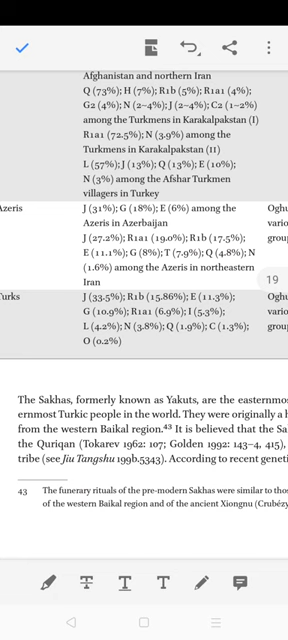 Afghanistan and northern Iran
Q (73%); H (7%); R1b (5%); R1a1 (4%);
G2 (4%); N (2–4%); J (2–4%); C2 (1–2%)
among the Turkmens in Karakalpakstan (I)
R1a1 (72.5%); N (3.9%) among the
Turkmens in Karakalpakstan (II)
L (57%); J (13%); Q (13%); E (10%);
N (3%) among the Afshar Turkmen
villagers in Turkey
Azeris J (31%); G (18%); E (6%) among the Oghu
Azeris in Azerbaijan vario
J (27.2%); R1a1 (19.0%); R1b (17.5%); group
E (11.1%); G (8%); T (7.9%); Q (4.8%); N
(1.6%) among the Azeris in northeastern
Iran
19
Turks J (33.5%); R1b (15.86%); E (11.3%); Oghu
G (10.9%); R1a1 (6.9%); I (5.3%); vario
L (4.2%); N (3.8%); Q (1.9%); C (1.3%); group
O (0.2%)
The Sakhas, formerly known as Yakuts, are the easternmo
ernmost Turkic people in the world. They were originally a h
from the western Baikal region.43 It is believed that the Sa
the Quriqan (Tokarev 1962: 107; Golden 1992: 143–4, 415),
tribe (see Jiu Tangshu 199b.5343). According to recent geneti
43 The funerary rituals of the pre-modern Sakhas were similar to thos
of the western Baikal region and of the ancient Xiongnu (Crubézy